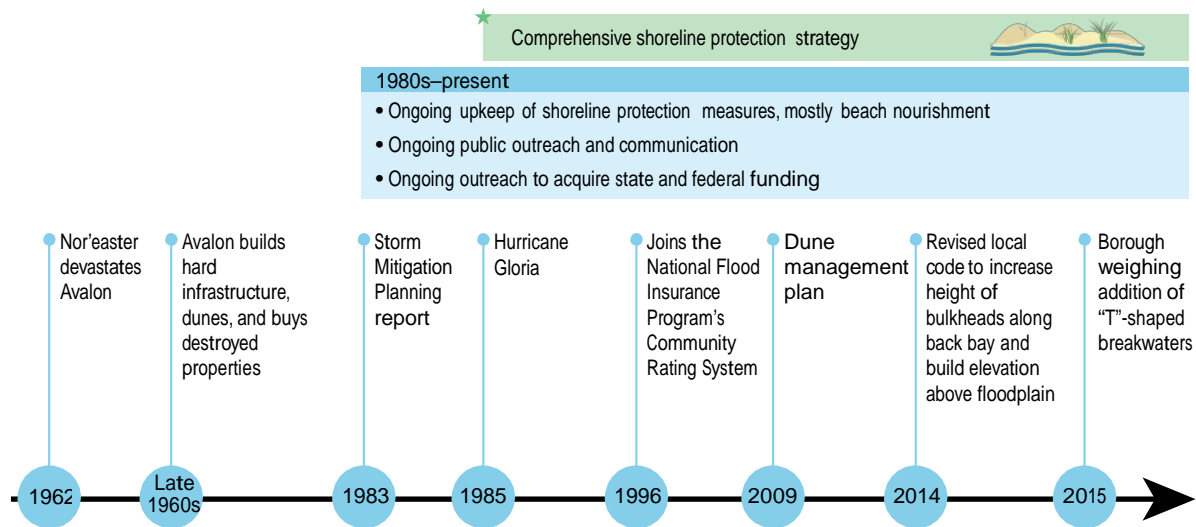 Comprehensive shoreline protection strategy
1980s–present
• Ongoing upkeep of shoreline protection measures, mostly beach nourishment
• Ongoing public outreach and communication
• Ongoing outreach to acquire state and federal funding
Nor’easter
devastates
Avalon
Avalon builds
hard
infrastructure,
dunes, and buys
destroyed
properties
Storm
Mitigation
Planning
report
Hurricane
Gloria
Joins the
National Flood
Insurance
Program’s
Community
Rating System
Dune
management
plan
Revised local
code to increase
height of
bulkheads along
back bay and
build elevation
above floodplain
Borough
weighing
addition of
“T”-shaped
breakwaters
1962
Late
1960s
1983
1985
1996
2009
2014
2015